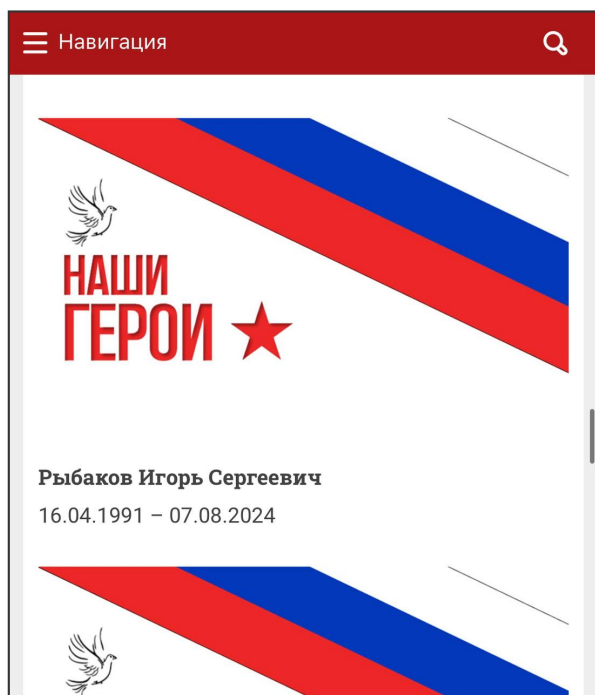 Навигация
НАШИ
ГЕРОИ
Рыбаков Игорь Сергеевич
16.04.1991 – 07.08.2024